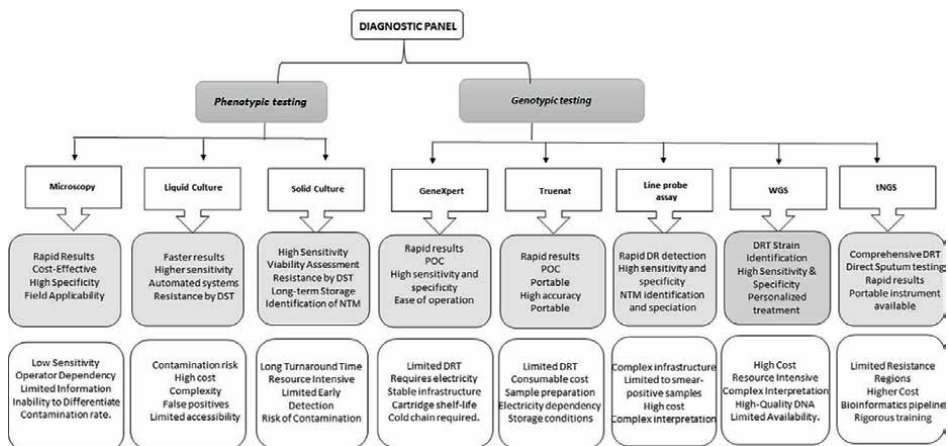 DIAGNOSTIC PANEL
Phenotypic testing
Genotypic testing
Microscopy
Liquid Culture
Solid Culture
GeneXpert
Truenat
Line probe
assay
WGS
tNGS
Rapid Results
Cost-Effective
High Specificity
Field Applicability
Faster results
Higher sensitivity
Automated systems
Resistance by DST
High Sensitivity
Viability Assessment
Resistance by DST
Long-term Storage
Identification of NTM
Rapid results
POC
High sensitivity and
specificity
Ease of operation
Rapid results
POC
Portable
High accuracy
Portable
Rapid DR detection
High sensitivity and
specificity
NTM identification
and speciation
DRT Strain
Identification
High Sensitivity &
Specificity
Personalized
treatment
Comprehensive DRT
Direct Sputum testing
Rapid results
Portable instrument
available
Low Sensitivity
Operator Dependency
Limited Information
Inability to Differentiate
Contamination rate.
Contamination risk
High cost
Complexity
False positives
Limited accessibility
Long Turnaround Time
Resource Intensive
Limited Early
Detection
Risk of Contamination
Limited DRT
Requires electricity
Stable infrastructure
Cartridge shelf-life
Cold chain required.
Limited DRT
Consumable cost
Sample preparation
Electricity dependency
Storage conditions
Complex infrastructure
Limited to smear-
positive samples
High cost
Complex interpretation
High Cost
Resource Intensive
Complex Interpretation
High-Quality DNA
Limited Availability.
Limited Resistance
Regions
Higher Cost
Bioinformatics pipeline
Rigorous training